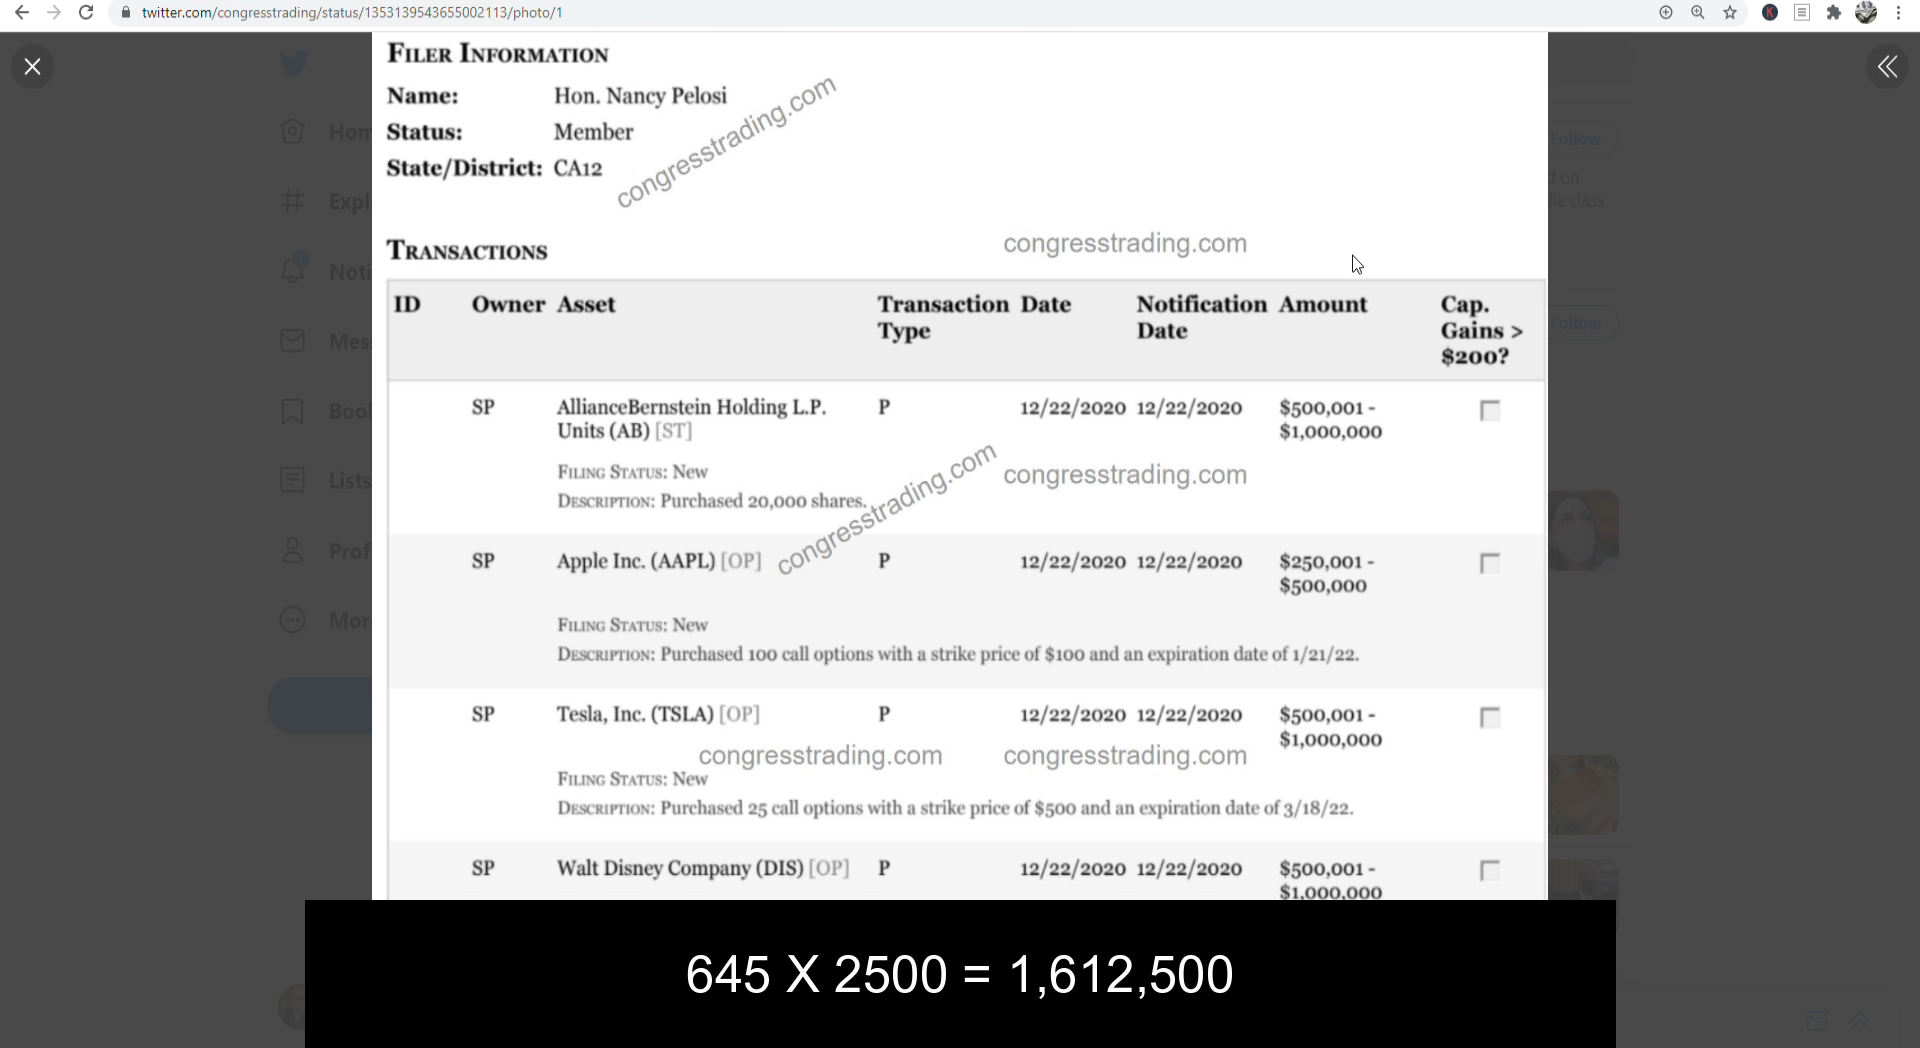 twitter.com/congresstrading/status/1353139543655002113/photo/1
FILER INFORMATION
Name: Hon. Nancy Pelosi
Status: Member
State/District: CA12
congresstrading.com
TRANSACTIONS
congresstrading.com
ID Owner Asset Transaction Type Date Notification Date Amount Cap. Gains > $200?
SP AllianceBernstein Holding L.P. Units (AB) [ST] P 12/22/2020 12/22/2020 $500,001 - $1,000,000
FILING STATUS: New
congresstrading.com
DESCRIPTION: Purchased 20,000 shares.
congresstrading.com
SP Apple Inc. (AAPL) [OP] P 12/22/2020 12/22/2020 $250,001 - $500,000
FILING STATUS: New
DESCRIPTION: Purchased 100 call options with a strike price of $100 and an expiration date of 1/21/22.
SP Tesla, Inc. (TSLA) [OP] P 12/22/2020 12/22/2020 $500,001 - $1,000,000
congresstrading.com congresstrading.com
FILING STATUS: New
DESCRIPTION: Purchased 25 call options with a strike price of $500 and an expiration date of 3/18/22.
SP Walt Disney Company (DIS) [OP] P 12/22/2020 12/22/2020 $500,001 - $1,000,000
645 X 2500 = 1,612,500
Lists
Follow
Follow